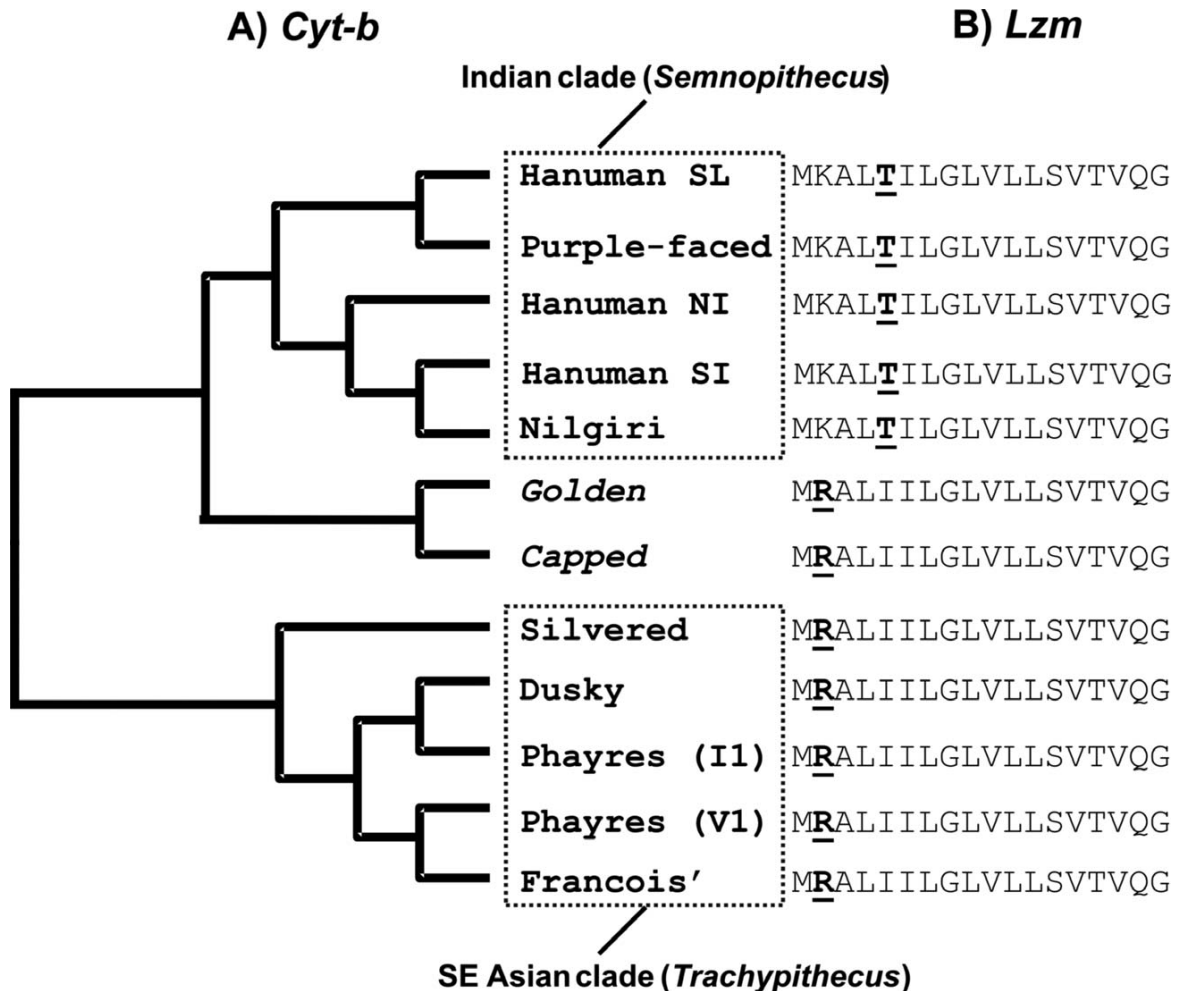 A) Cyt-b B) Lzm
Indian clade (Semnopithecus)
Hanuman SL MKALTILGLVLLSVTVQG
Purple-faced MKALTILGLVLLSVTVQG
Hanuman NI MKALTILGLVLLSVTVQG
Hanuman SI MKALTILGLVLLSVTVQG
Nilgiri MKALTILGLVLLSVTVQG
Golden MRALIILGLVLLSVTVQG
Capped MRALIILGLVLLSVTVQG
Silvered MRALIILGLVLLSVTVQG
Dusky MRALIILGLVLLSVTVQG
Phayres (I1) MRALIILGLVLLSVTVQG
Phayres (V1) MRALIILGLVLLSVTVQG
Francois’ MRALIILGLVLLSVTVQG
SE Asian clade (Trachypithecus)